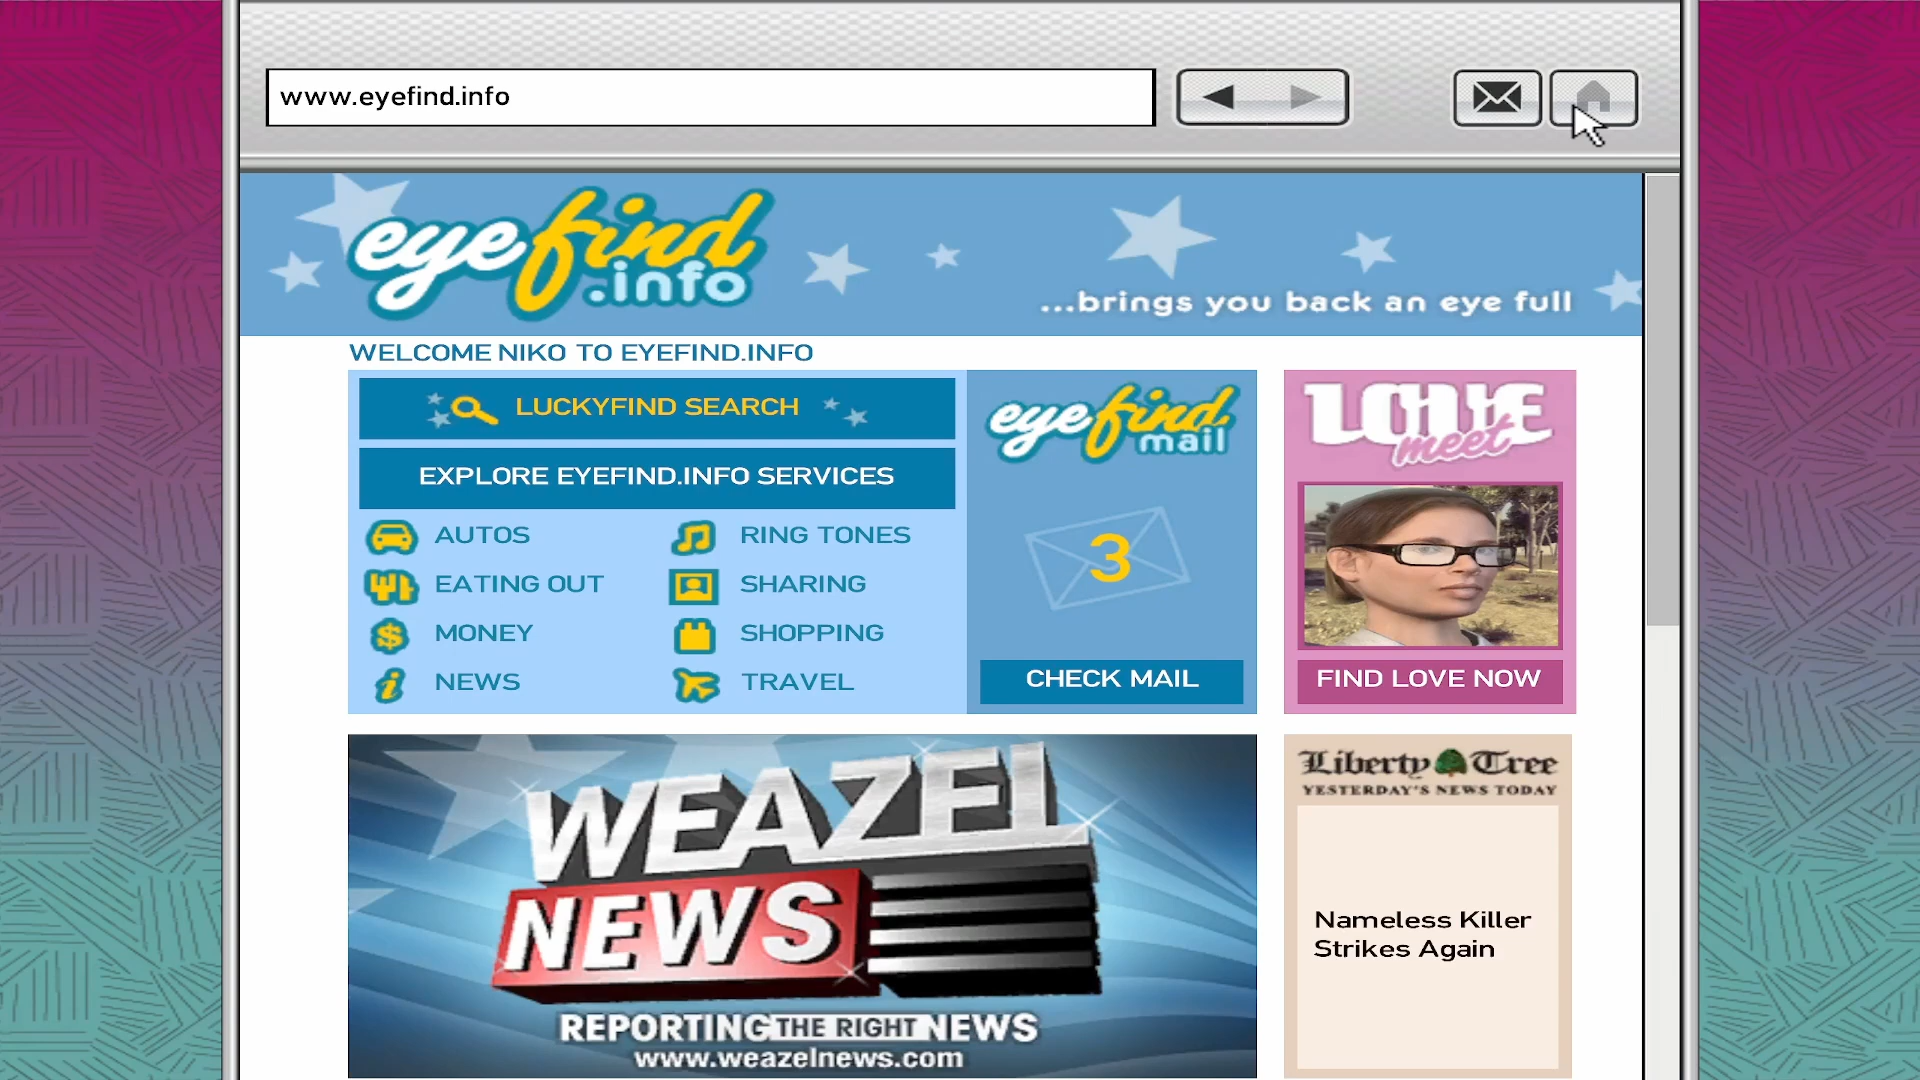 www.eyefind.info
eyefind
.info
...brings you back an eye full
WELCOME NIKO TO EYEFIND.INFO
LUCKYFIND SEARCH
EXPLORE EYEFIND.INFO SERVICES
AUTOS
RING TONES
EATING OUT
SHARING
MONEY
SHOPPING
NEWS
TRAVEL
eyefind
mail
3
CHECK MAIL
LOVE
meet
FIND LOVE NOW
WEAZEL
NEWS
REPORTING THE RIGHT NEWS
www.weazelnews.com
Liberty Tree
YESTERDAY'S NEWS TODAY
Nameless Killer
Strikes Again